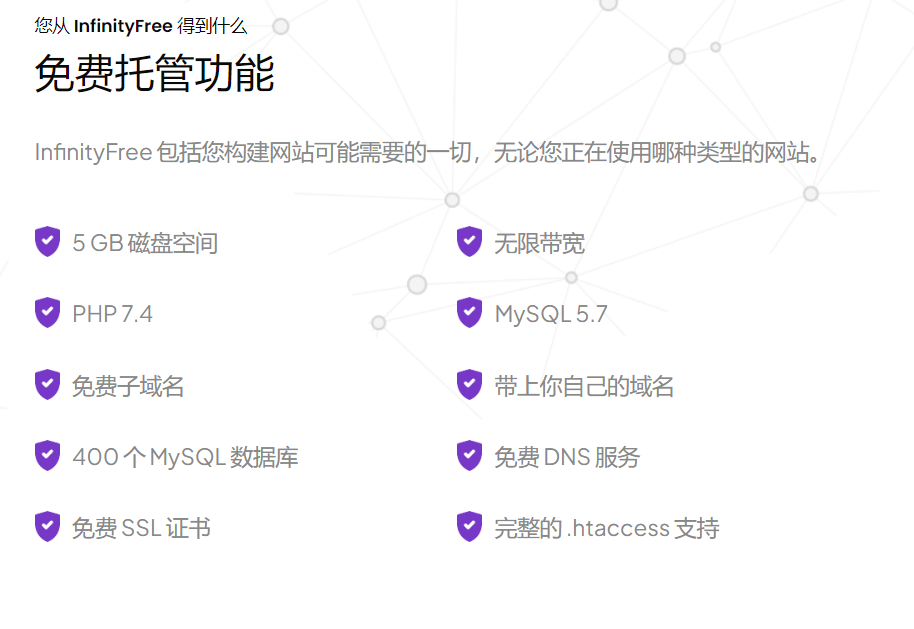 您从 InfinityFree 得到什么
免费托管功能
InfinityFree 包括您构建网站可能需要的一切，无论您正在使用哪种类型的网站。
5 GB 磁盘空间
无限带宽
PHP 7.4
MySQL 5.7
免费子域名
带上你自己的域名
400 个 MySQL 数据库
免费 DNS 服务
免费 SSL 证书
完整的 .htaccess 支持